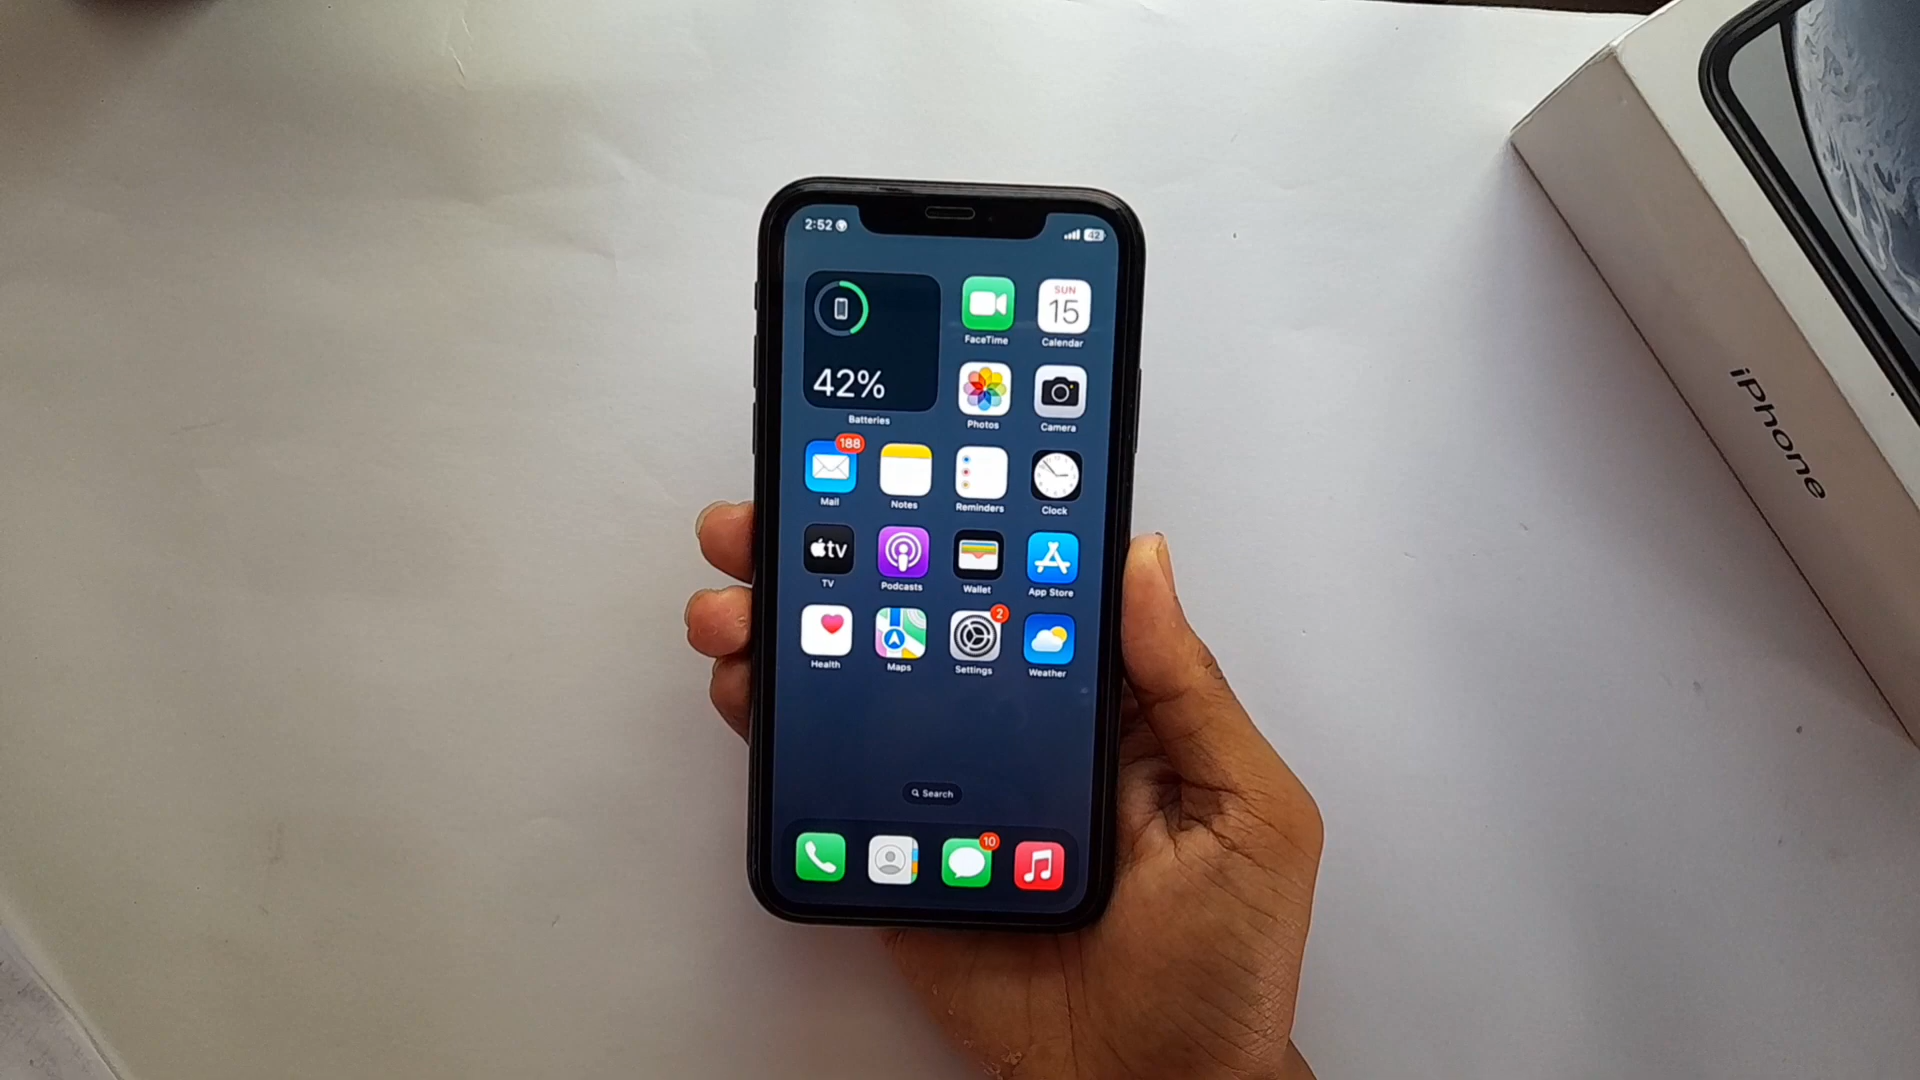 2:52
42
SUN
15
FaceTime
Calendar
42%
Batteries
Photos
Camera
188
Mail
Notes
Reminders
Clock
tv
TV
Podcasts
Wallet
App Store
2
Health
Maps
Settings
Weather
Search
10
iPhone